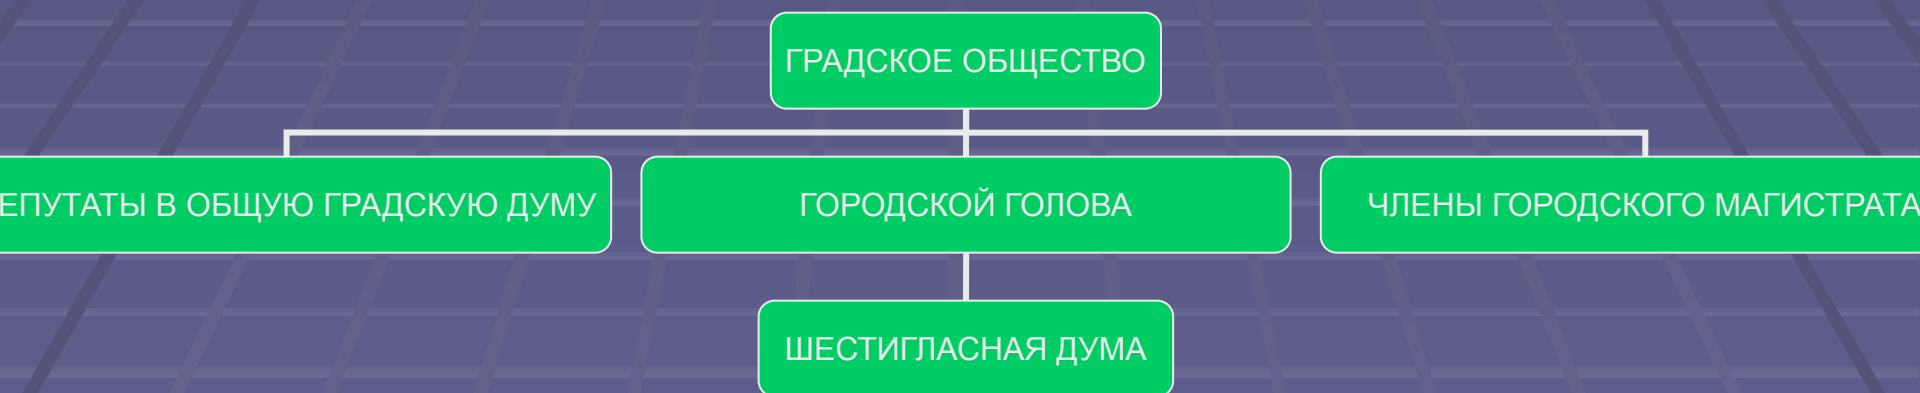 ГРАДСКОЕ ОБЩЕСТВО
ЕПУТАТЫ В ОБЩУЮ ГРАДСКУЮ ДУМУ
ГОРОДСКОЙ ГОЛОВА
ЧЛЕНЫ ГОРОДСКОГО МАГИСТРАТА
ШЕСТИГЛАСНАЯ ДУМА